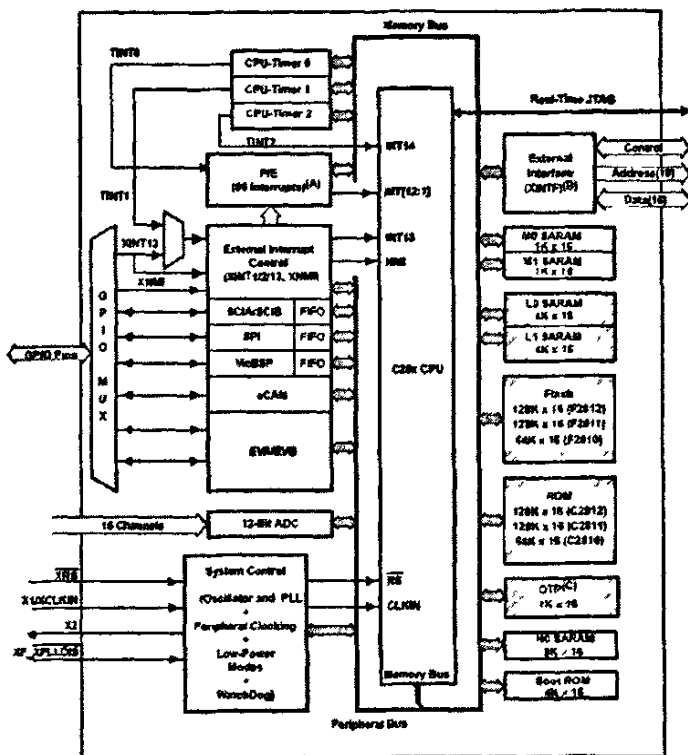 Memory Bus
TINT0
CPU-Timer 0
CPU-Timer 1
CPU-Timer 2
TINT2
Real-Time JTAG
INT14
PIE
(96 Interrupts)(A)
INT[12:1]
External
Interface
(XINTF)(B)
Control
Address(19)
Data(16)
TINT1
XINT13
XNMI
External Interrupt
Control
(XINT1/2/13, XNMI)
INT13
NMI
M0 SARAM
1K x 16
M1 SARAM
1K x 16
SCIA/SCIB
FIFO
SPI
FIFO
McBSP
FIFO
eCAN
EVA/EVB
GPIO MUX
GPIO Pins
C28x CPU
L0 SARAM
4K x 16
L1 SARAM
4K x 16
Flash
128K x 16 (F2812)
128K x 16 (F2811)
64K x 16 (F2810)
16 Channels
12-Bit ADC
ROM
128K x 16 (C2812)
128K x 16 (C2811)
64K x 16 (C2810)
XRS
X1/XCLKIN
X2
XF_XPLLDIS
System Control
(Oscillator and PLL
+
Peripheral Clocking
+
Low-Power
Modes
+
WatchDog)
RS
CLKIN
OTP(C)
1K x 16
H0 SARAM
8K x 16
Boot ROM
4K x 16
Memory Bus
Peripheral Bus